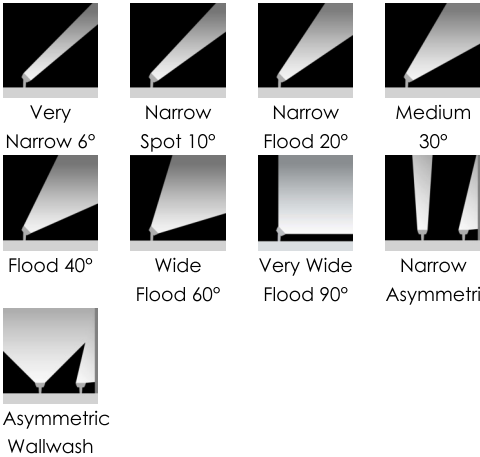 Very
Narrow 6°
Narrow
Spot 10°
Narrow
Flood 20°
Medium
30°
Flood 40°
Wide
Flood 60°
Very Wide
Flood 90°
Narrow
Asymmetri
Asymmetric
Wallwash